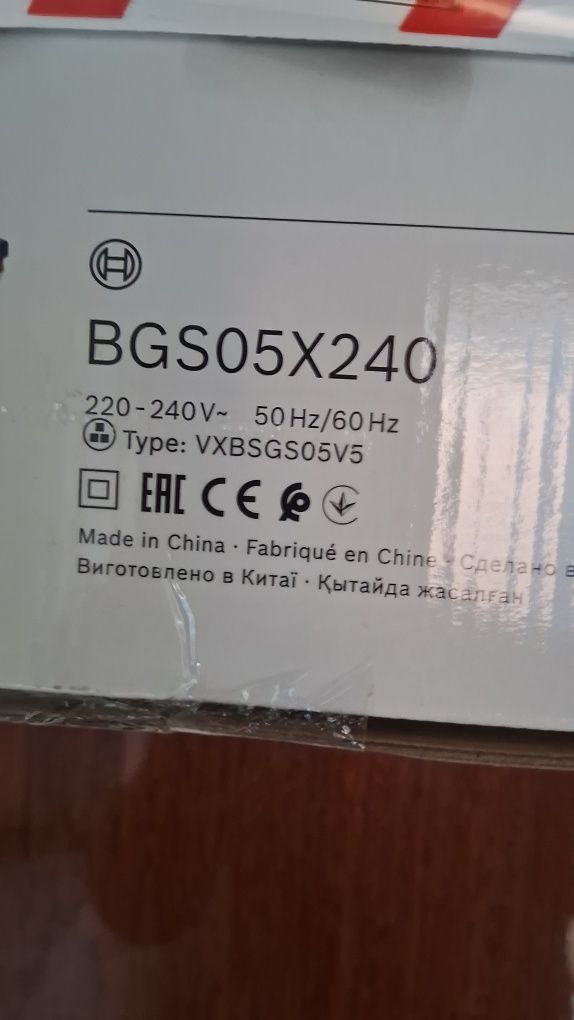 BGS05X240
220-240V~ 50Hz/60Hz
Type: VXBSGS05V5
EAC CE
Made in China · Fabriqué en Chine · Сделано в
Виготовлено в Китаї · Қытайда жасалған